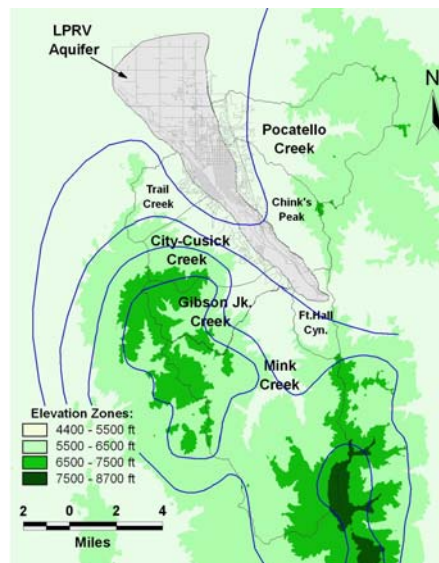 LPRV
Aquifer
N
Pocatello
Creek
Trail
Creek
Chink's
Peak
City-Cusick
Creek
Gibson Jk.
Creek
Ft.Hall
Cyn.
Mink
Creek
Elevation Zones:
4400 - 5500 ft
5500 - 6500 ft
6500 - 7500 ft
7500 - 8700 ft
2 0 2 4
Miles